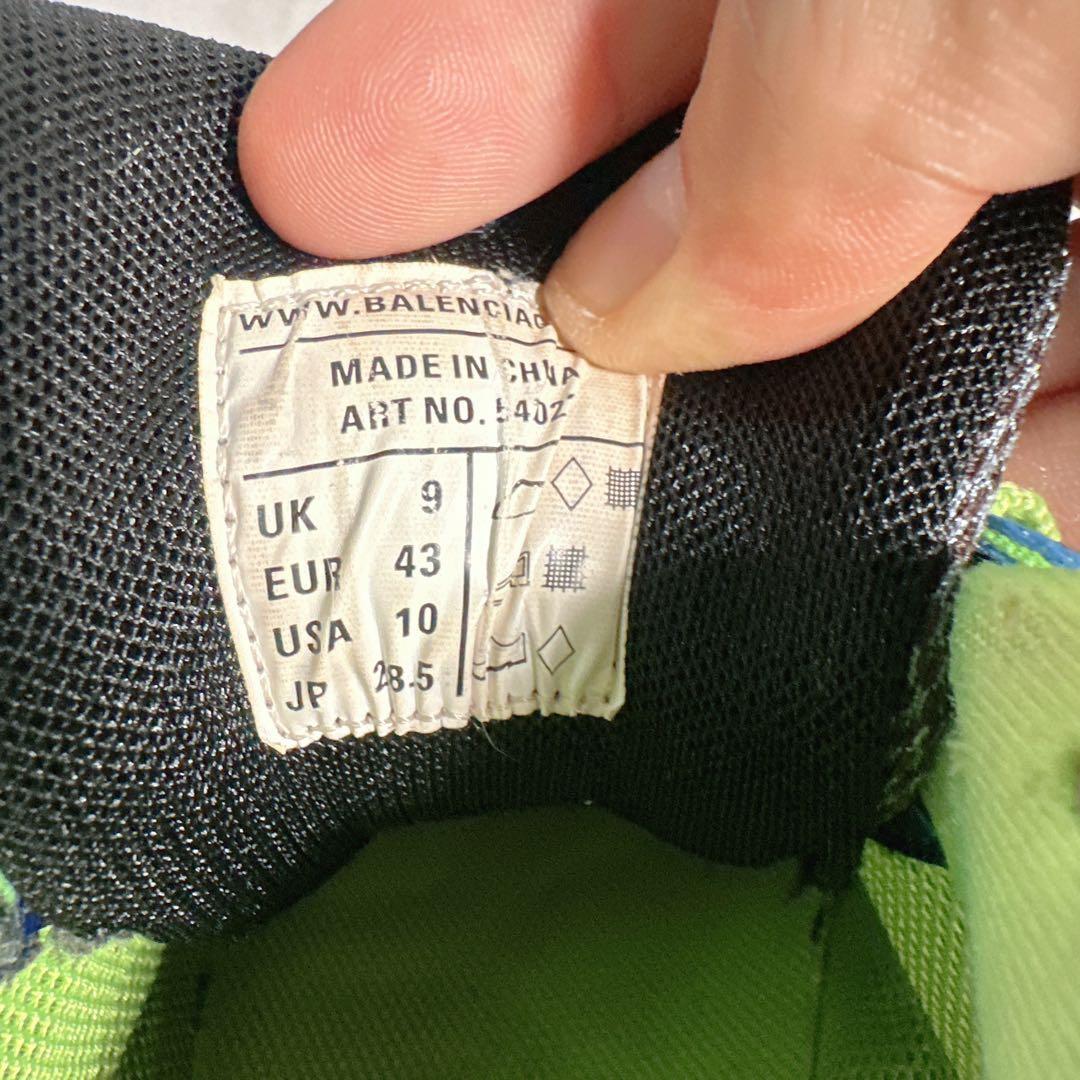 WWW.BALENCIAG
MADE IN CHINA
ART NO. 5402
UK 9
EUR 43
USA 10
JP 28.5